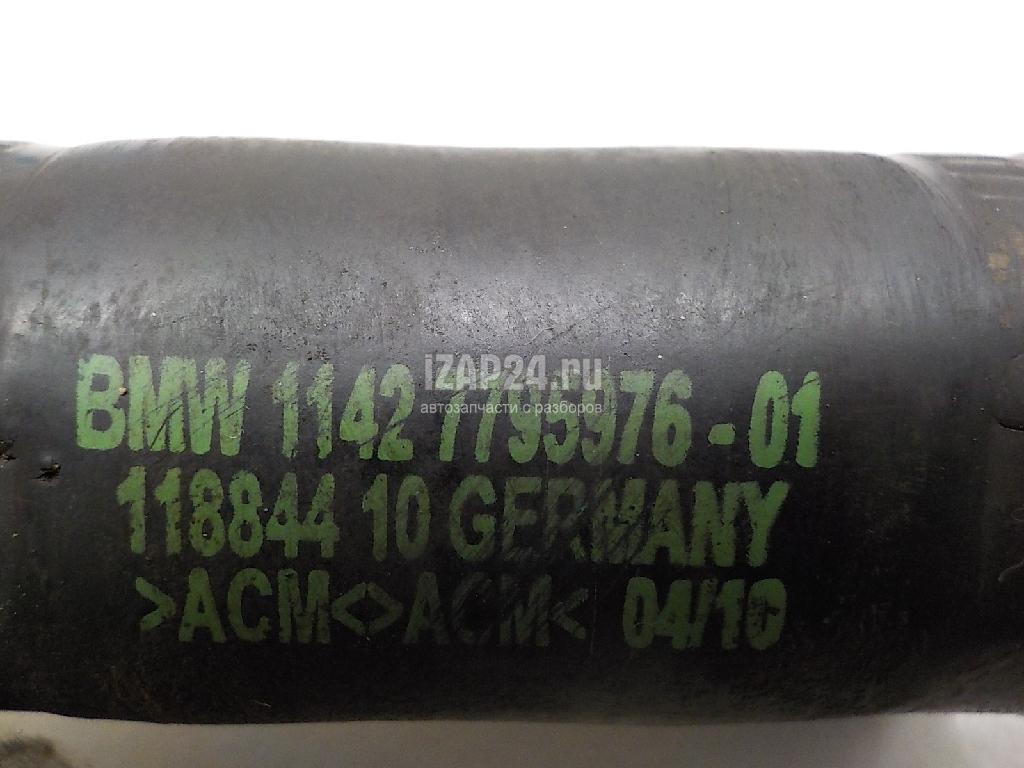 iZAP24.ru
автозапчасти с разборов
BMW 1142 7795976-01
118844 10 GERMANY
>ACM<>ACM< 04/10